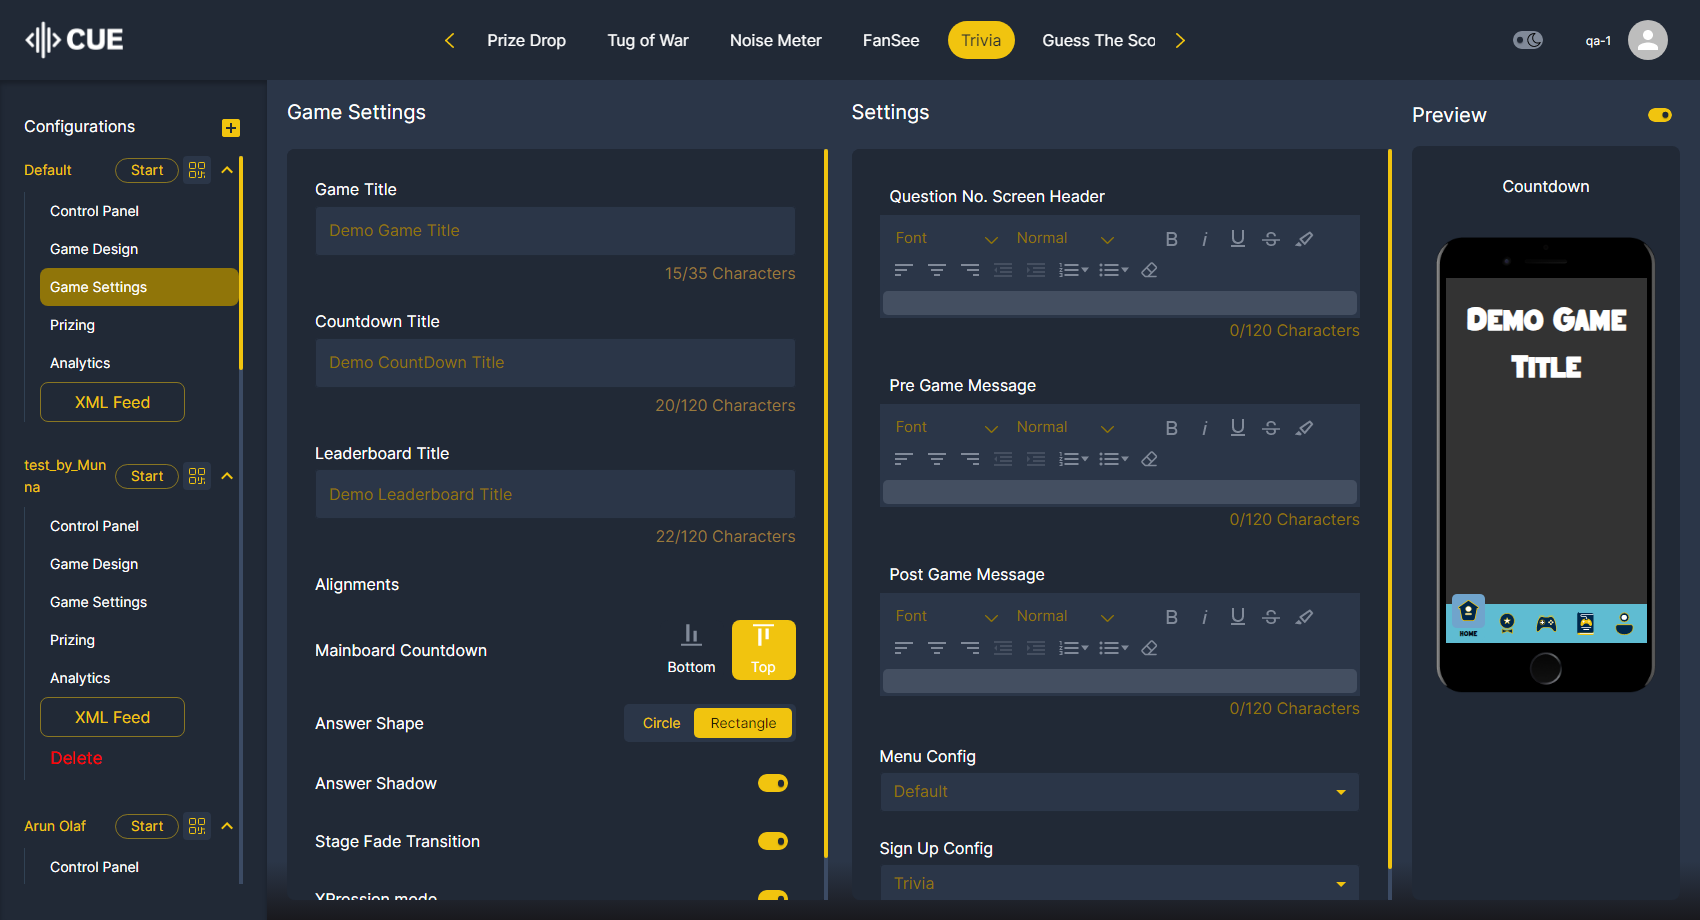 CUE
Prize Drop
Tug of War
Noise Meter
FanSee
Trivia
Guess The Sco
qa-1
Configurations
Default
Start
Control Panel
Game Design
Game Settings
Prizing
Analytics
XML Feed
test_by_Mun
na
Start
Control Panel
Game Design
Game Settings
Prizing
Analytics
XML Feed
Delete
Arun Olaf
Start
Control Panel
Game Settings
Game Title
Demo Game Title
15/35 Characters
Countdown Title
Demo CountDown Title
20/120 Characters
Leaderboard Title
Demo Leaderboard Title
22/120 Characters
Alignments
Mainboard Countdown
Bottom
Top
Answer Shape
Circle
Rectangle
Answer Shadow
Stage Fade Transition
XPression mode
Settings
Question No. Screen Header
Font
Normal
0/120 Characters
Pre Game Message
Font
Normal
0/120 Characters
Post Game Message
Font
Normal
0/120 Characters
Menu Config
Default
Sign Up Config
Trivia
Preview
Countdown
Demo Game
Title
HOME